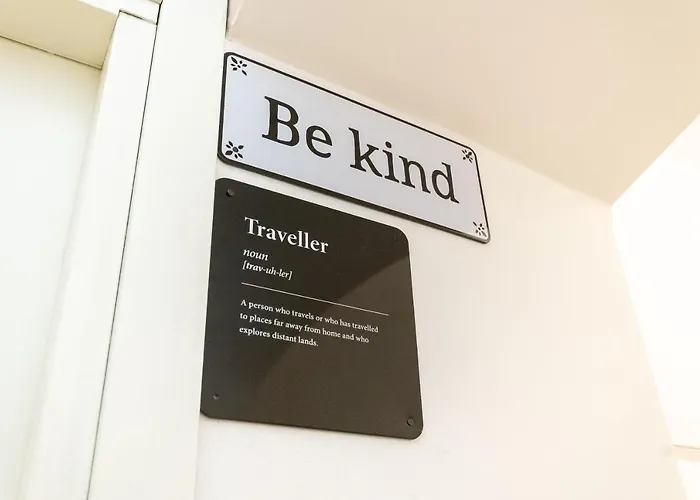 Be kind
Traveller
noun
[trav-uh-ler]
A person who travels or who has travelled
to places far away from home and who
explores distant lands.